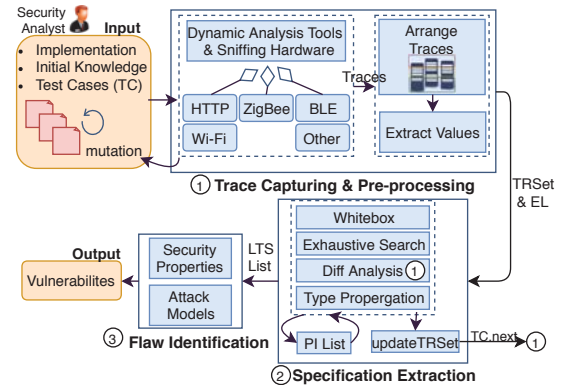 Security
Analyst
Input
• Implementation
• Initial Knowledge
• Test Cases (TC)
mutation
Dynamic Analysis Tools
& Sniffing Hardware
HTTP
ZigBee
BLE
Wi-Fi
Other
Traces
Arrange
Traces
Extract Values
1 Trace Capturing & Pre-processing
TRSet
& EL
Whitebox
Exhaustive Search
Diff Analysis 1
Type Propergation
PI List
updateTRSet
TC.next
1
2 Specification Extraction
LTS
List
Security
Properties
Attack
Models
3 Flaw Identification
Output
Vulnerabilites